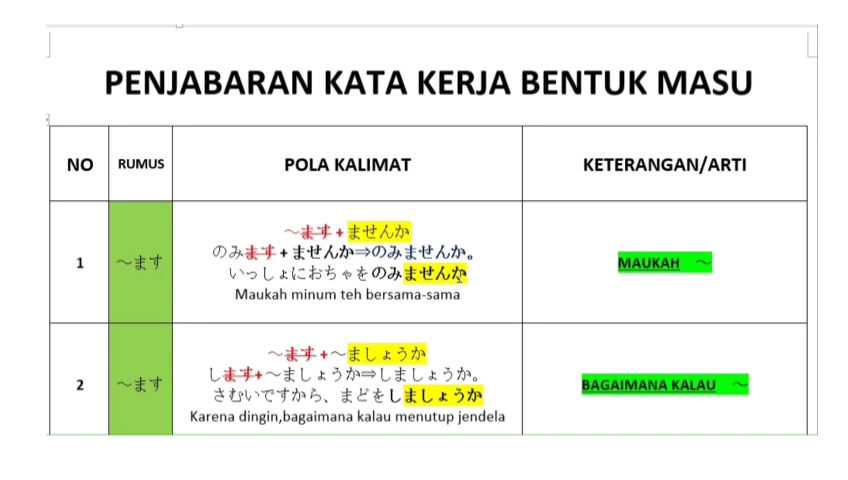 PENJABARAN KATA KERJA BENTUK MASU
NO
RUMUS
POLA KALIMAT
KETERANGAN/ARTI
1
～ます
～ます+ませんか
のみます+ませんか⇒のみませんか。
いっしょにおちゃをのみませんか
Maukah minum teh bersama-sama
MAUKAH ～
2
～ます
～ます+～ましょうか
します+～ましょうか⇒しましょうか。
さむいですから、まどをしましょうか
Karena dingin,bagaimana kalau menutup jendela
BAGAIMANA KALAU ～